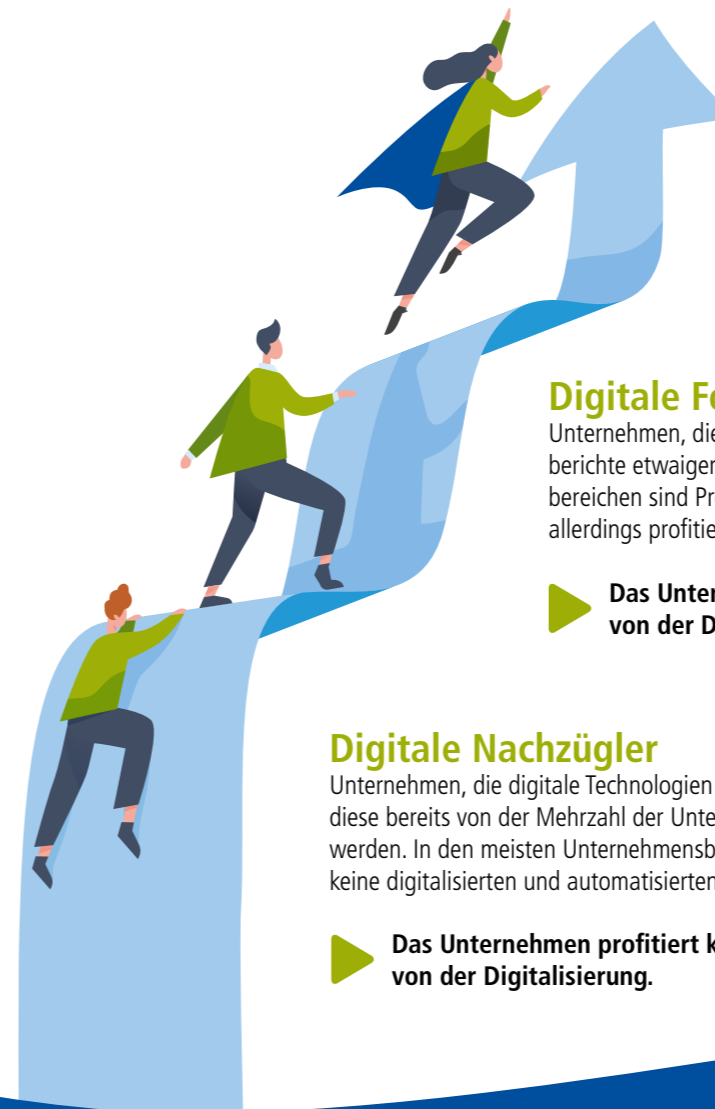 Digitale Fo
Unternehmen, die
berichte etwaiger
bereichen sind Pr
allerdings profitie
Das Unter
von der D
Digitale Nachzügler
Unternehmen, die digitale Technologien
diese bereits von der Mehrzahl der Unte
werden. In den meisten Unternehmensb
keine digitalisierten und automatisierten
Das Unternehmen profitiert k
von der Digitalisierung.